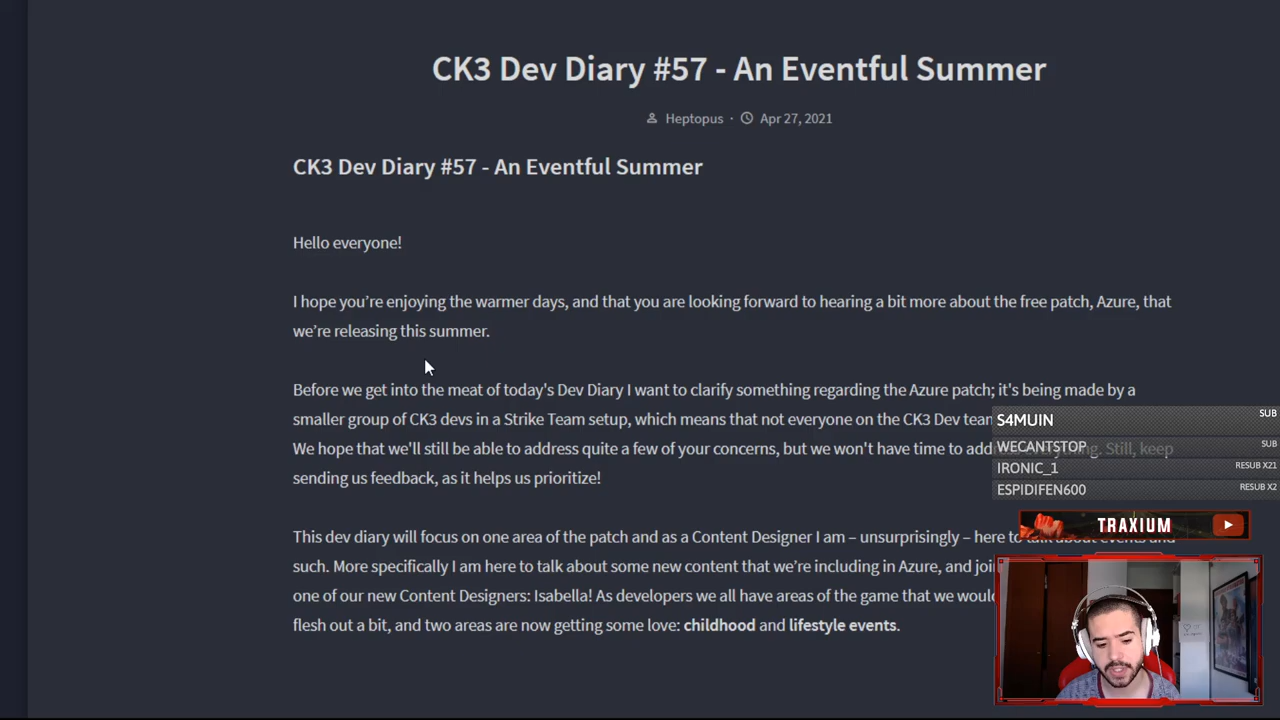 CK3 Dev Diary #57 - An Eventful Summer
Heptopus · Apr 27, 2021
CK3 Dev Diary #57 - An Eventful Summer
Hello everyone!
I hope you’re enjoying the warmer days, and that you are looking forward to hearing a bit more about the free patch, Azure, that
we’re releasing this summer.
Before we get into the meat of today's Dev Diary I want to clarify something regarding the Azure patch; it's being made by a
smaller group of CK3 devs in a Strike Team setup, which means that not everyone on the CK3 Dev team
We hope that we'll still be able to address quite a few of your concerns, but we won't have time to address everything. Still, keep
sending us feedback, as it helps us prioritize!
This dev diary will focus on one area of the patch and as a Content Designer I am – unsurprisingly – here to talk about events and
such. More specifically I am here to talk about some new content that we’re including in Azure, and
one of our new Content Designers: Isabella! As developers we all have areas of the game that we
flesh out a bit, and two areas are now getting some love: childhood and lifestyle events.
S4MUIN SUB
WECANTSTOP SUB
IRONIC_1 RESUB X21
ESPIDIFEN600 RESUB X2
TRAXIUM